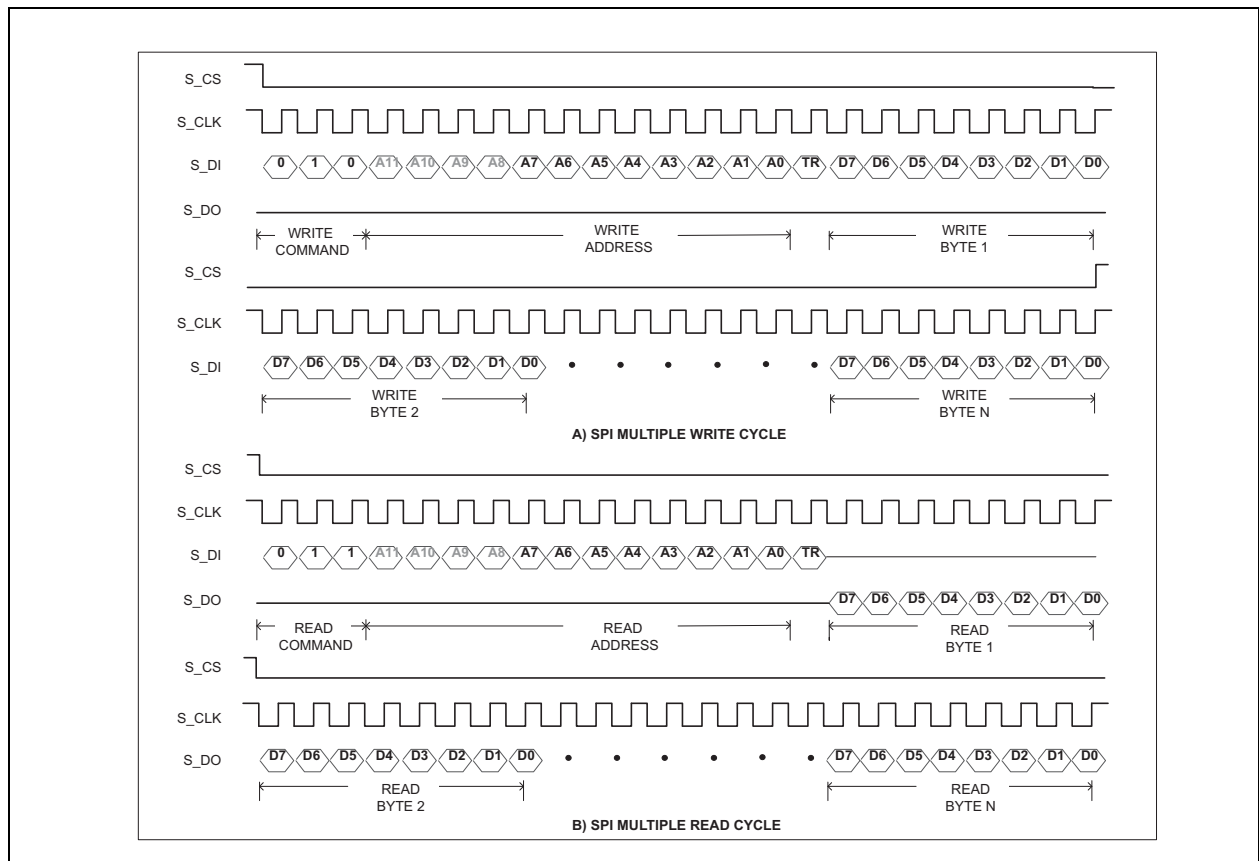 S_CS
S_CLK
S_DI 0 1 0 A11 A10 A9 A8 A7 A6 A5 A4 A3 A2 A1 A0 TR D7 D6 D5 D4 D3 D2 D1 D0
S_DO
WRITE COMMAND WRITE ADDRESS WRITE BYTE 1
S_CS
S_CLK
S_DI D7 D6 D5 D4 D3 D2 D1 D0 • • • • • • D7 D6 D5 D4 D3 D2 D1 D0
WRITE BYTE 2 WRITE BYTE N
A) SPI MULTIPLE WRITE CYCLE
S_CS
S_CLK
S_DI 0 1 1 A11 A10 A9 A8 A7 A6 A5 A4 A3 A2 A1 A0 TR
S_DO D7 D6 D5 D4 D3 D2 D1 D0
READ COMMAND READ ADDRESS READ BYTE 1
S_CS
S_CLK
S_DO D7 D6 D5 D4 D3 D2 D1 D0 • • • • • • D7 D6 D5 D4 D3 D2 D1 D0
READ BYTE 2 READ BYTE N
B) SPI MULTIPLE READ CYCLE